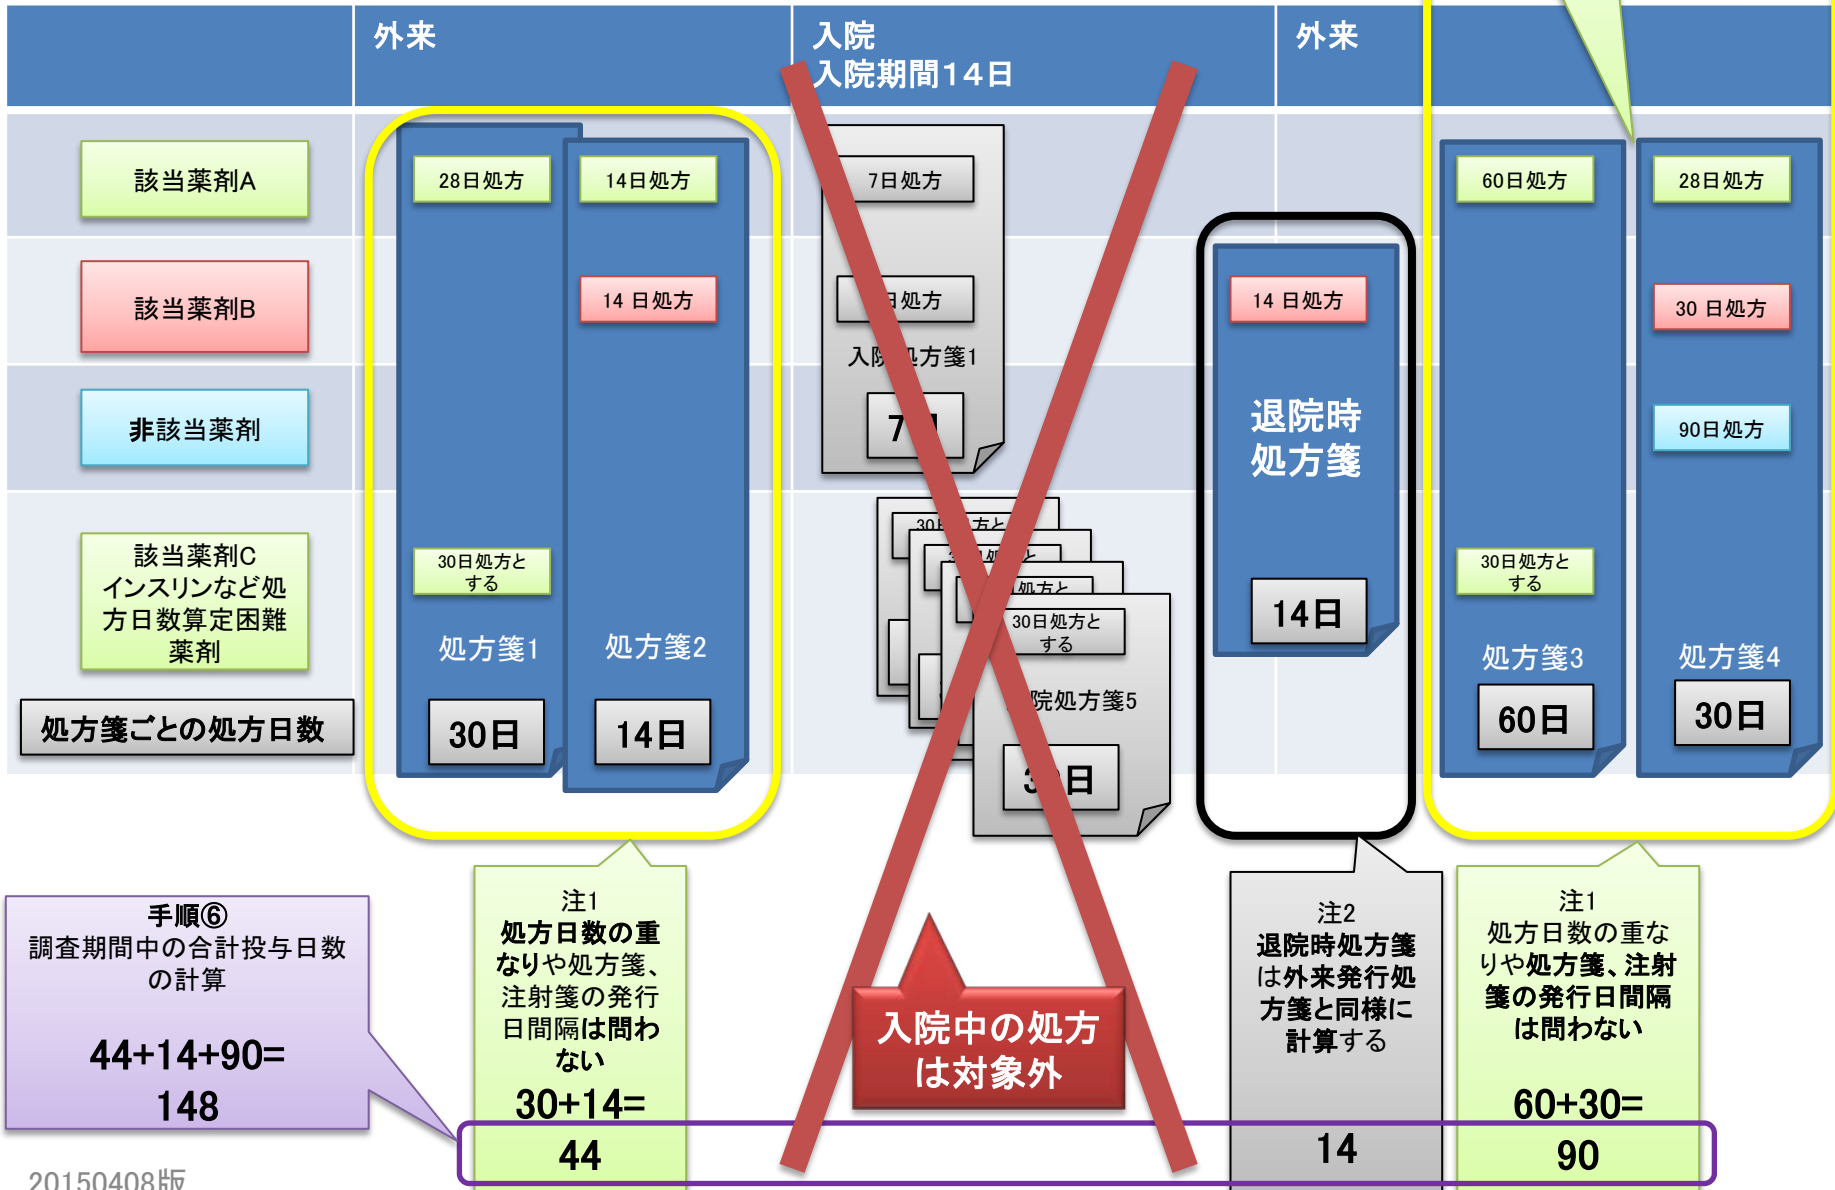 外来
入院
入院期間14日
外来
該当薬剤A
28日処方
14日処方
7日処方
60日処方
28日処方
該当薬剤B
14 日処方
日処方
14 日処方
30 日処方
入院処方箋1
非該当薬剤
7日
退院時
処方箋
90日処方
該当薬剤C
インスリンなど処
方日数算定困難
薬剤
30日処方と
する
30日処方と
する
30日処方と
する
処方箋1
処方箋2
院処方箋5
14日
処方箋3
処方箋4
処方箋ごとの処方日数
30日
14日
日
60日
30日
手順⑥
調査期間中の合計投与日数
の計算
44+14+90=
148
注1
処方日数の重
なりや処方箋、
注射箋の発行
日間隔は問わ
ない
30+14=
44
入院中の処方
は対象外
注2
退院時処方箋
は外来発行処
方箋と同様に
計算する
14
注1
処方日数の重な
りや処方箋、注射
箋の発行日間隔
は問わない
60+30=
90
20150408版